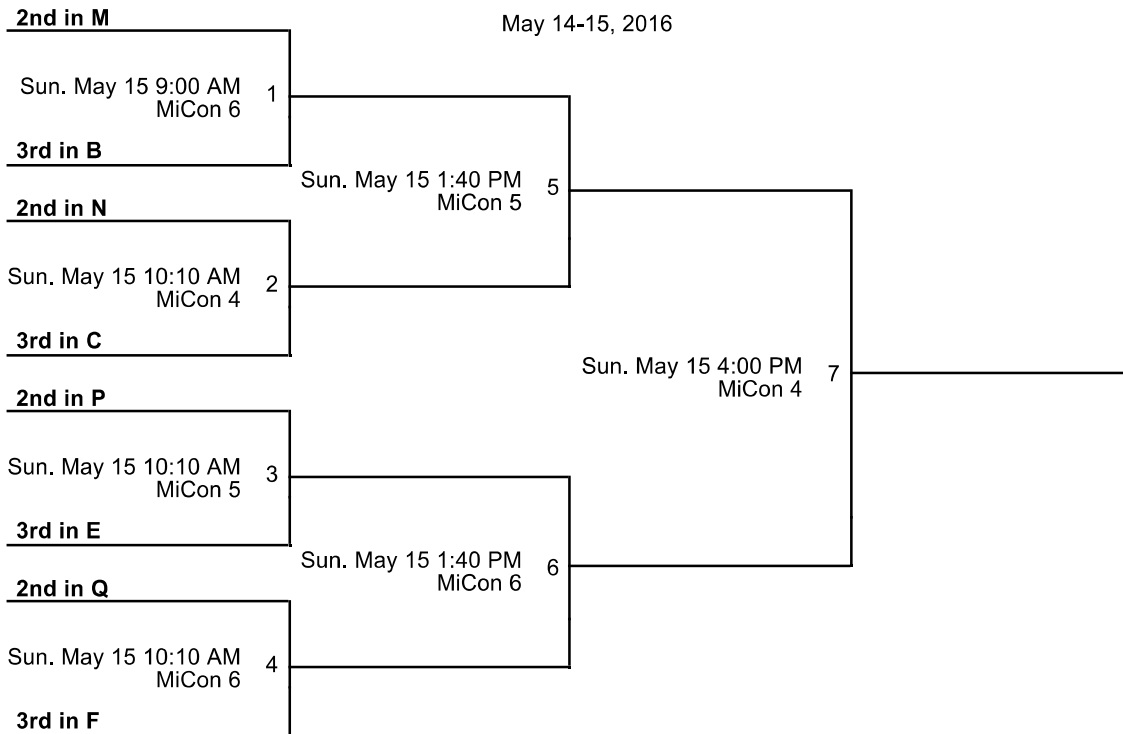 2nd in M
May 14-15, 2016
Sun. May 15 9:00 AM
MiCon 6
1
3rd in B
Sun. May 15 1:40 PM
MiCon 5
5
2nd in N
Sun. May 15 10:10 AM
MiCon 4
2
3rd in C
Sun. May 15 4:00 PM
MiCon 4
7
2nd in P
Sun. May 15 10:10 AM
MiCon 5
3
3rd in E
Sun. May 15 1:40 PM
MiCon 6
6
2nd in Q
Sun. May 15 10:10 AM
MiCon 6
4
3rd in F